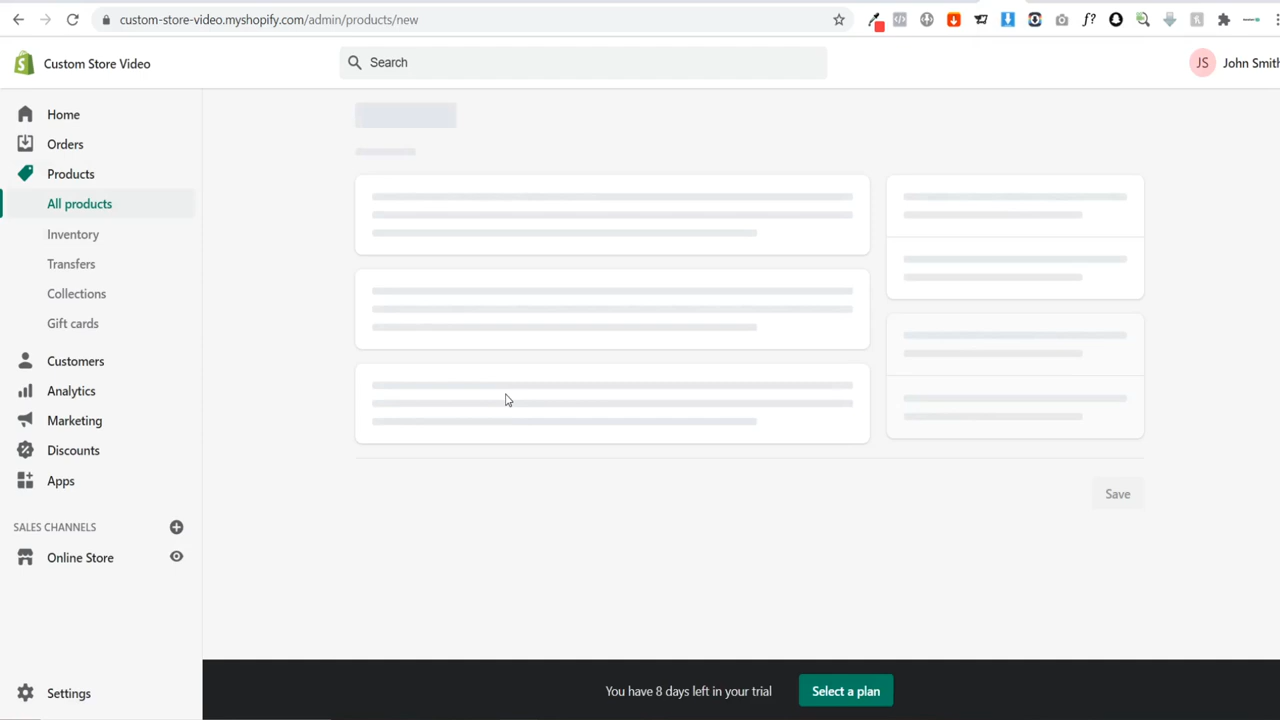 custom-store-video.myshopify.com/admin/products/new
f?
Custom Store Video
Search
JS
John Smith
Home
Orders
Products
All products
Inventory
Transfers
Collections
Gift cards
Customers
Analytics
Marketing
Discounts
Apps
SALES CHANNELS
Online Store
Settings
Save
You have 8 days left in your trial
Select a plan